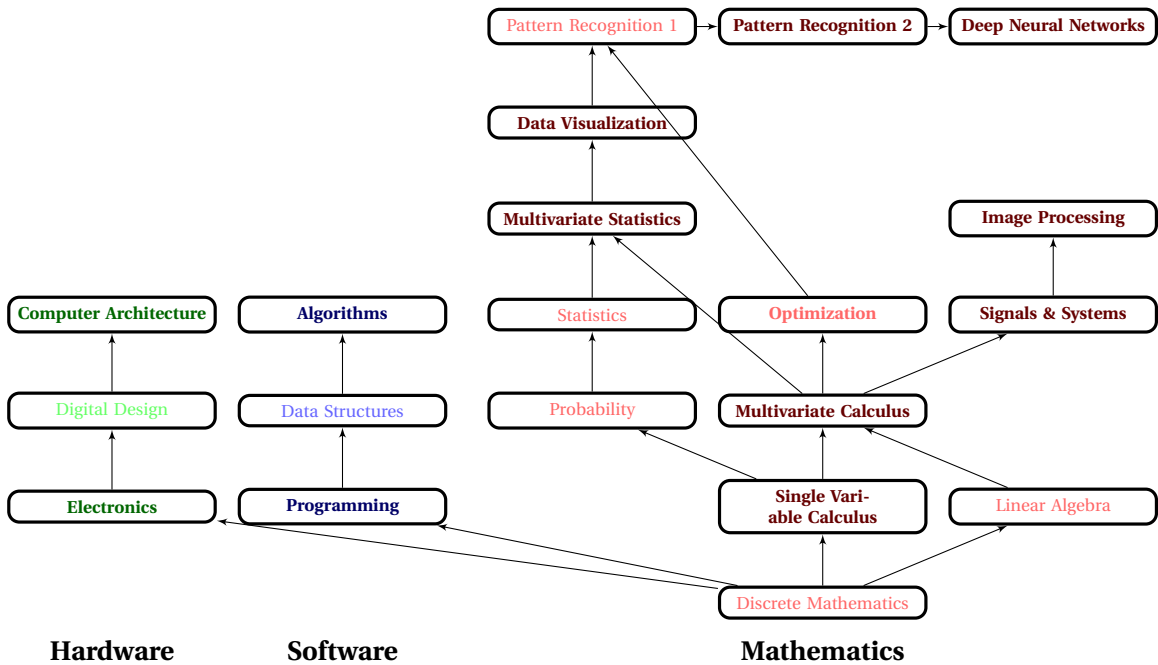 Pattern Recognition 1
Pattern Recognition 2
Deep Neural Networks
Data Visualization
Multivariate Statistics
Image Processing
Computer Architecture
Algorithms
Statistics
Optimization
Signals & Systems
Digital Design
Data Structures
Probability
Multivariate Calculus
Electronics
Programming
Single Vari-
able Calculus
Linear Algebra
Discrete Mathematics
Hardware
Software
Mathematics